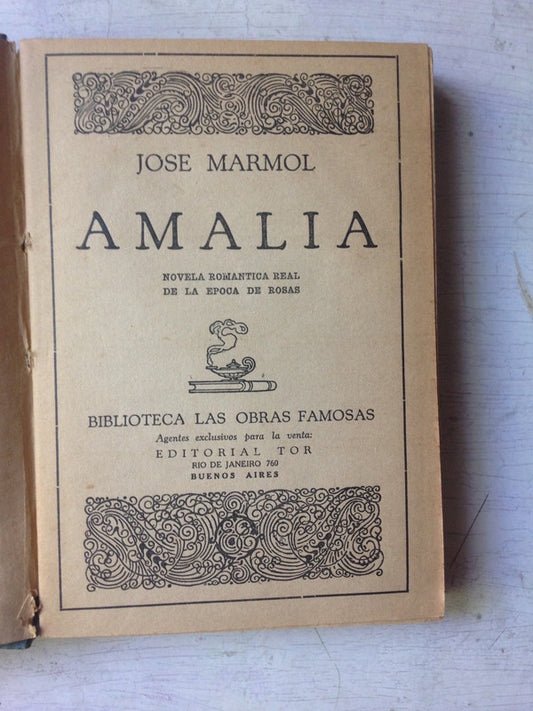 JOSE MARMOL
AMALIA
NOVELA ROMANTICA REAL
DE LA EPOCA DE ROSAS
BIBLIOTECA LAS OBRAS FAMOSAS
Agentes exclusivos para la venta:
EDITORIAL TOR
RIO DE JANEIRO 760
BUENOS AIRES